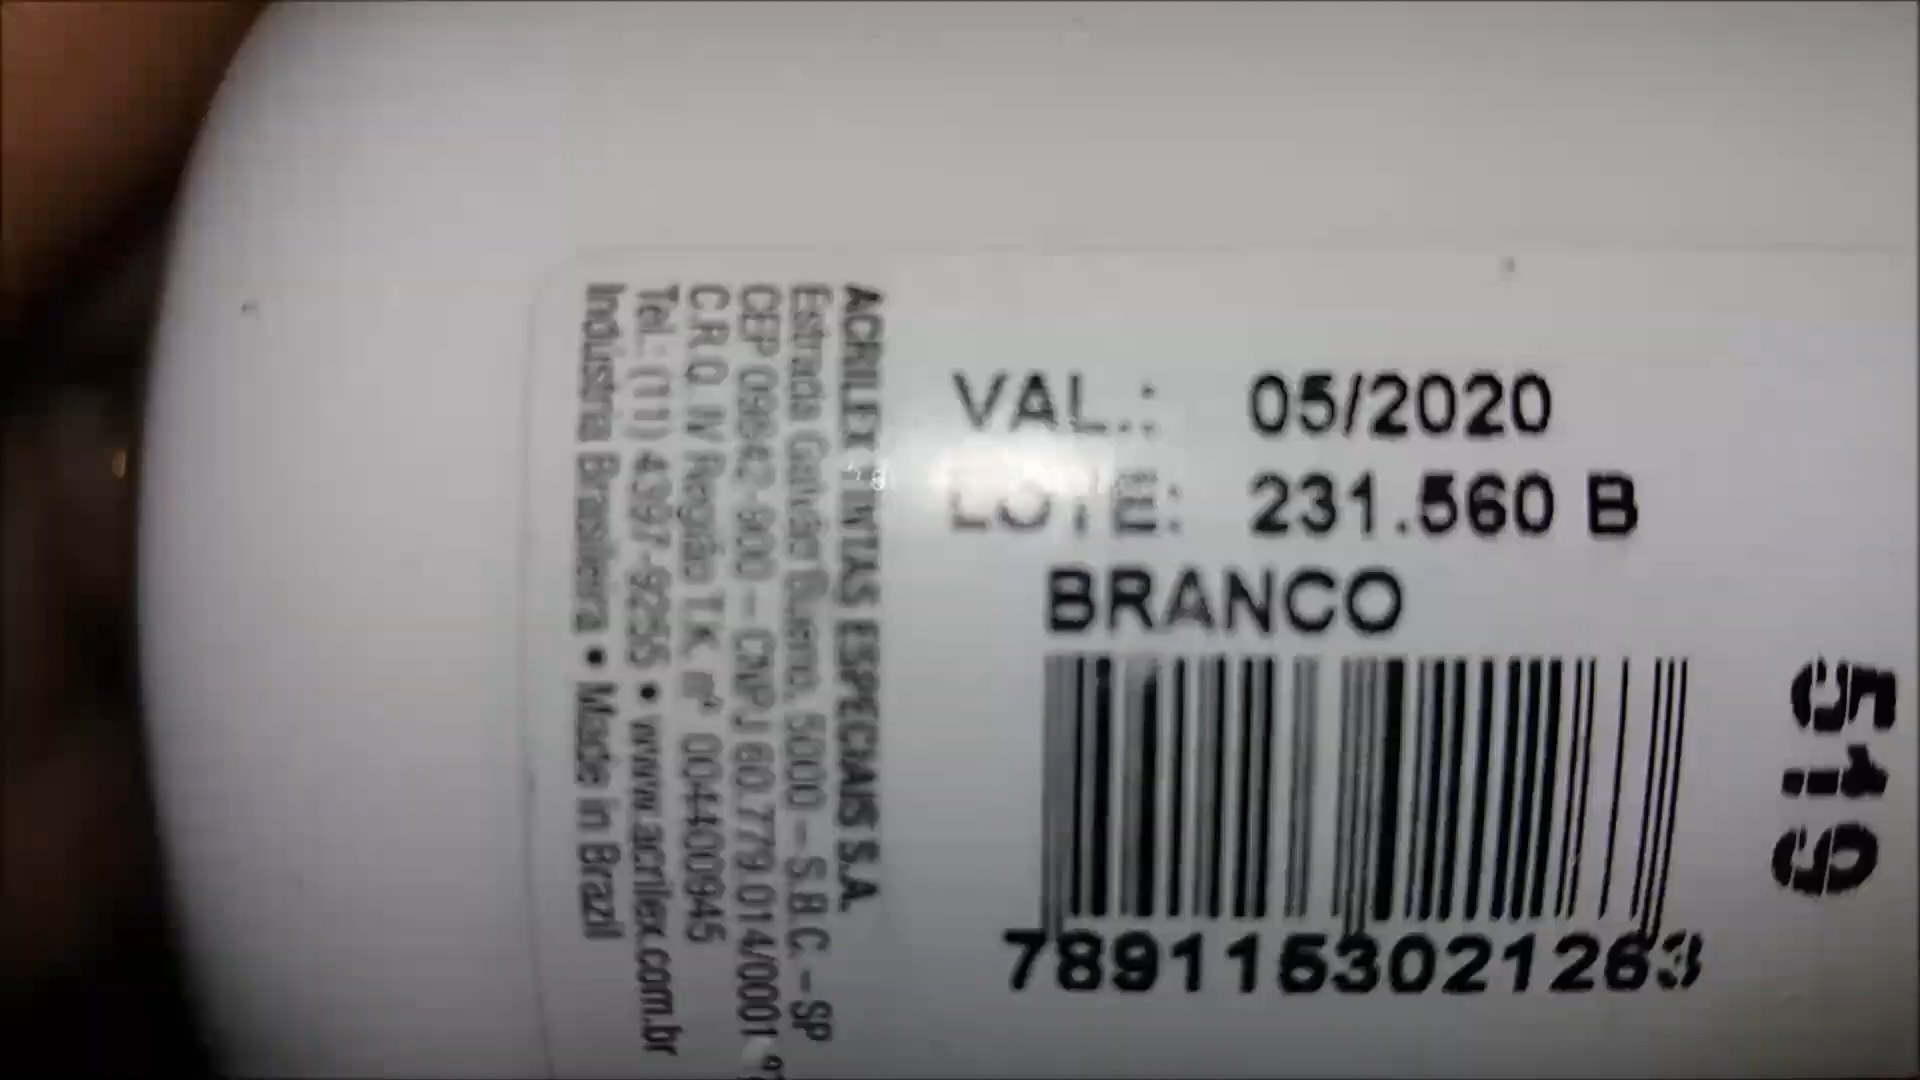 VAL.: 05/2020
LOTE: 231.560 B
BRANCO
7891153021263
519
ACRILEX TINTAS ESPECIAIS S.A.
Estrada Galvão Bueno, 5000 - S.B.C. - SP
CEP 09842-900 - CNPJ 60.779.014/0001
C.R.Q. IV Região T.K. nº 004400945
Tel.: (11) 4397-9255 • www.acrilex.com.br
Indústria Brasileira • Made in Brazil